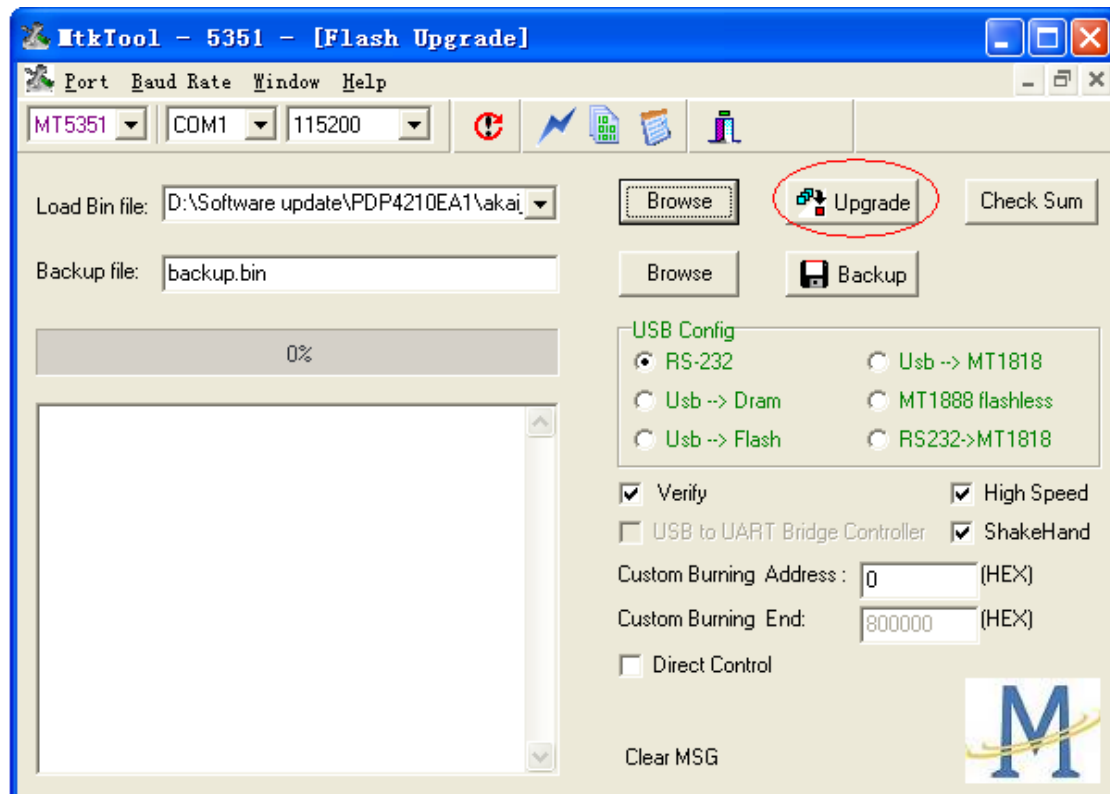 MtkTool - 5351 - [Flash Upgrade]
Port Baud Rate Window Help
MT5351 COM1 115200
Load Bin file: D:\Software update\PDP4210EA1\akai_ Browse Upgrade Check Sum
Backup file: backup.bin Browse Backup
0%
USB Config
RS-232 Usb --> MT1818
Usb --> Dram MT1888 flashless
Usb --> Flash RS232->MT1818
Verify High Speed
USB to UART Bridge Controller ShakeHand
Custom Burning Address : 0 (HEX)
Custom Burning End: 800000 (HEX)
Direct Control
M
Clear MSG